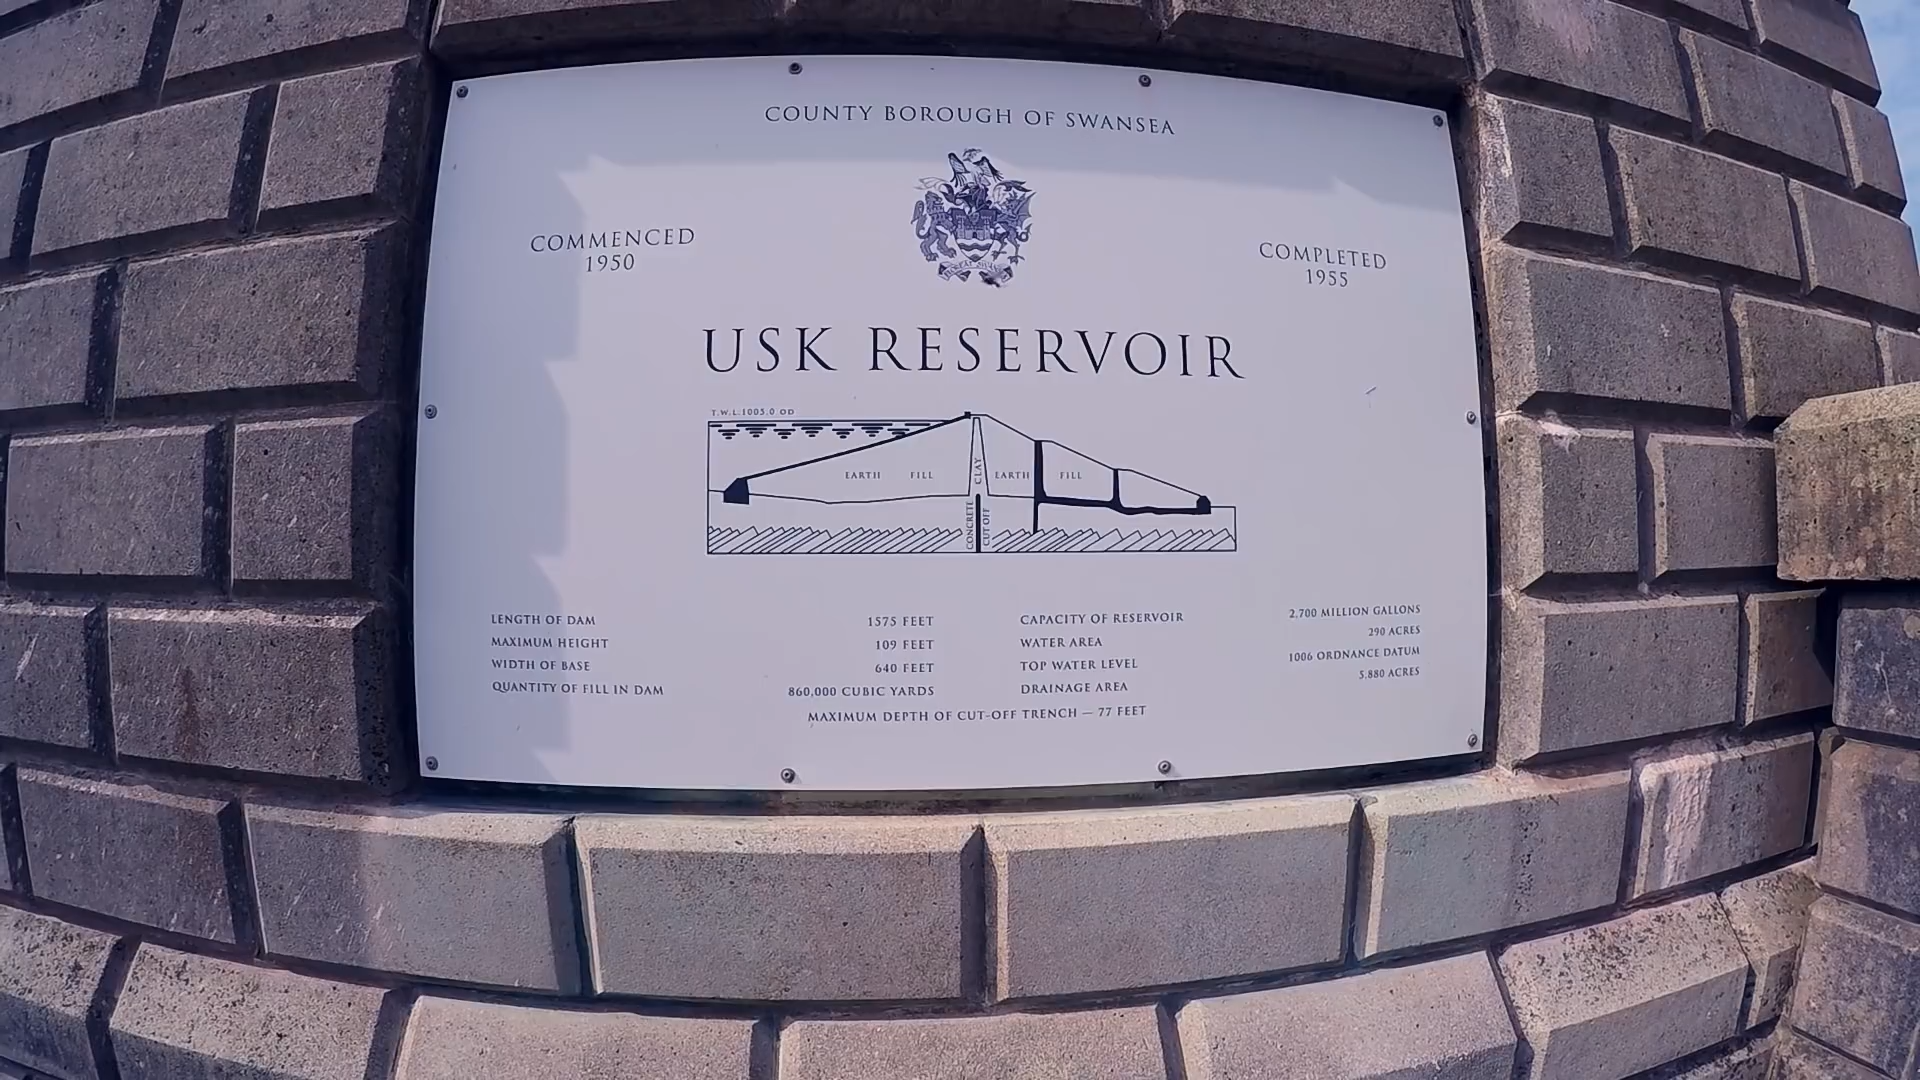 COUNTY BOROUGH OF SWANSEA
COMMENCED
1950
COMPLETED
1955
USK RESERVOIR
T.W.L.1005.0 OD
EARTH FILL
CLAY
EARTH FILL
CONCRETE
CUT OFF
LENGTH OF DAM 1575 FEET
MAXIMUM HEIGHT 109 FEET
WIDTH OF BASE 640 FEET
QUANTITY OF FILL IN DAM 860,000 CUBIC YARDS
CAPACITY OF RESERVOIR 2,700 MILLION GALLONS
WATER AREA 290 ACRES
TOP WATER LEVEL 1006 ORDNANCE DATUM
DRAINAGE AREA 5.880 ACRES
MAXIMUM DEPTH OF CUT-OFF TRENCH — 77 FEET